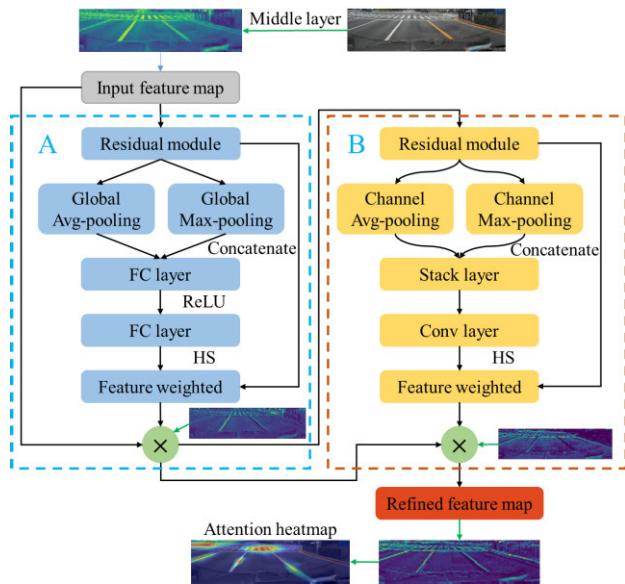 Middle layer
Input feature map
A
Residual module
Global
Avg-pooling
Global
Max-pooling
Concatenate
FC layer
ReLU
FC layer
HS
Feature weighted
×
B
Residual module
Channel
Avg-pooling
Channel
Max-pooling
Concatenate
Stack layer
Conv layer
HS
Feature weighted
×
Refined feature map
Attention heatmap